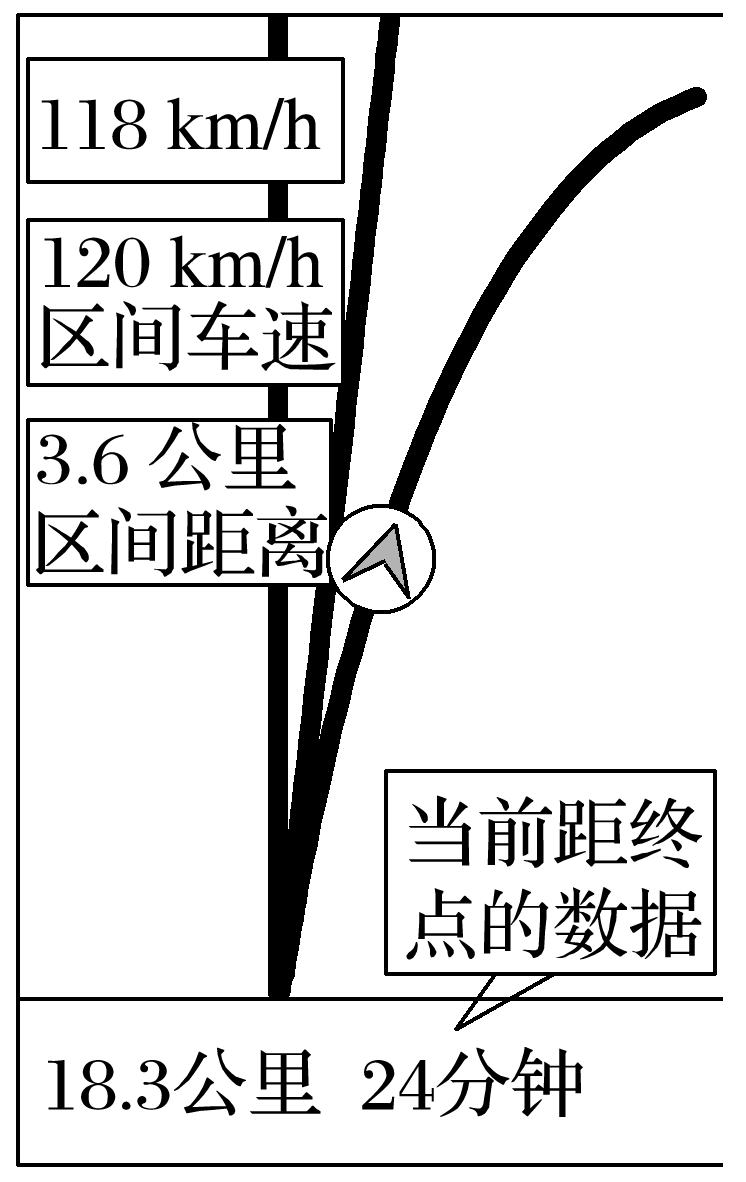 118 km/h
120 km/h
区间车速
3.6 公里
区间距离
当前距终
点的数据
18.3公里 24分钟